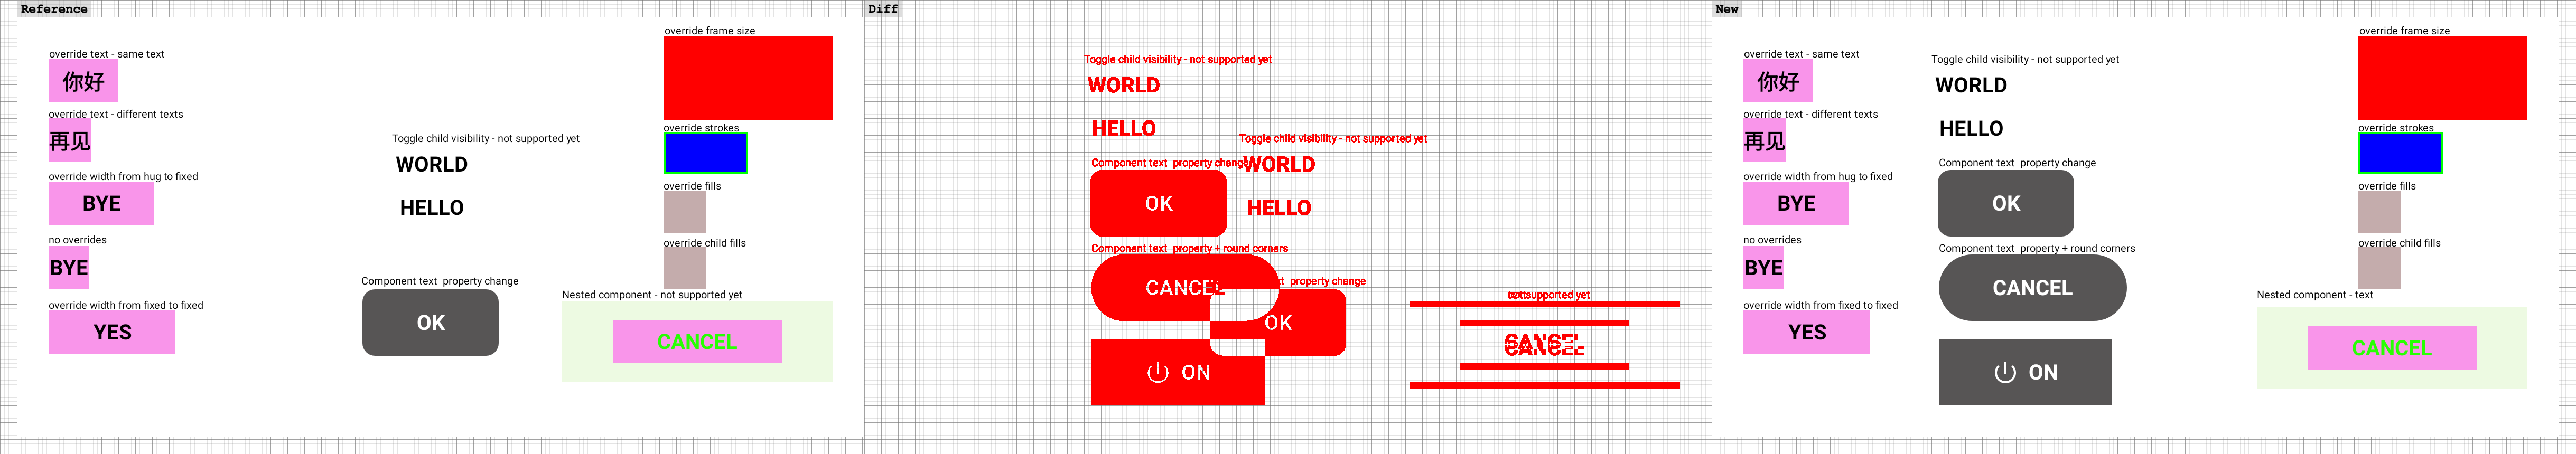 Reference
override text - same text
你好
override text - different texts
再见
override width from hug to fixed
BYE
no overrides
BYE
override width from fixed to fixed
YES
Toggle child visibility - not supported yet
WORLD
HELLO
Component text  property change
OK
override frame size
override strokes
override fills
override child fills
Nested component - not supported yet
CANCEL
Diff
Toggle child visibility - not supported yet
WORLD
HELLO
Toggle child visibility - not supported yet
Component text  property change
WORLD
OK
HELLO
Component text  property + round corners
CANCEL
property change
OK
supported yet
CANCEL
ON
New
override text - same text
你好
override text - different texts
再见
override width from hug to fixed
BYE
no overrides
BYE
override width from fixed to fixed
YES
Toggle child visibility - not supported yet
WORLD
HELLO
Component text  property change
OK
Component text  property + round corners
CANCEL
ON
override frame size
override strokes
override fills
override child fills
Nested component - text
CANCEL